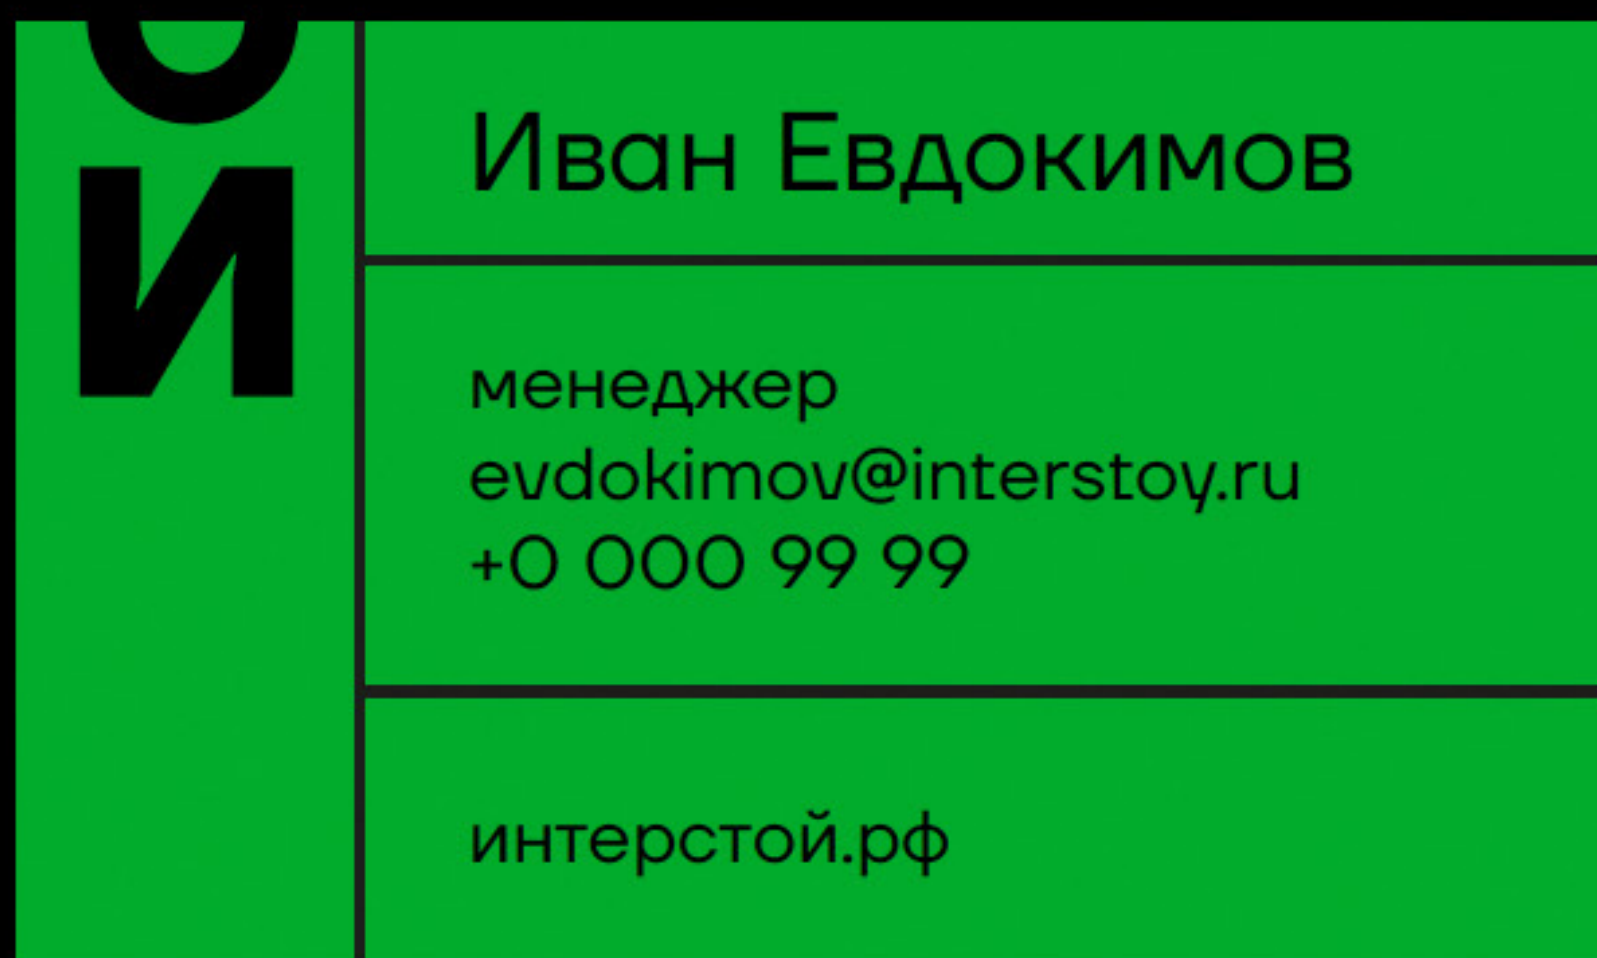 и
Иван Евдокимов
менеджер
evdokimov@interstoy.ru
+0 000 99 99
интерстой.рф